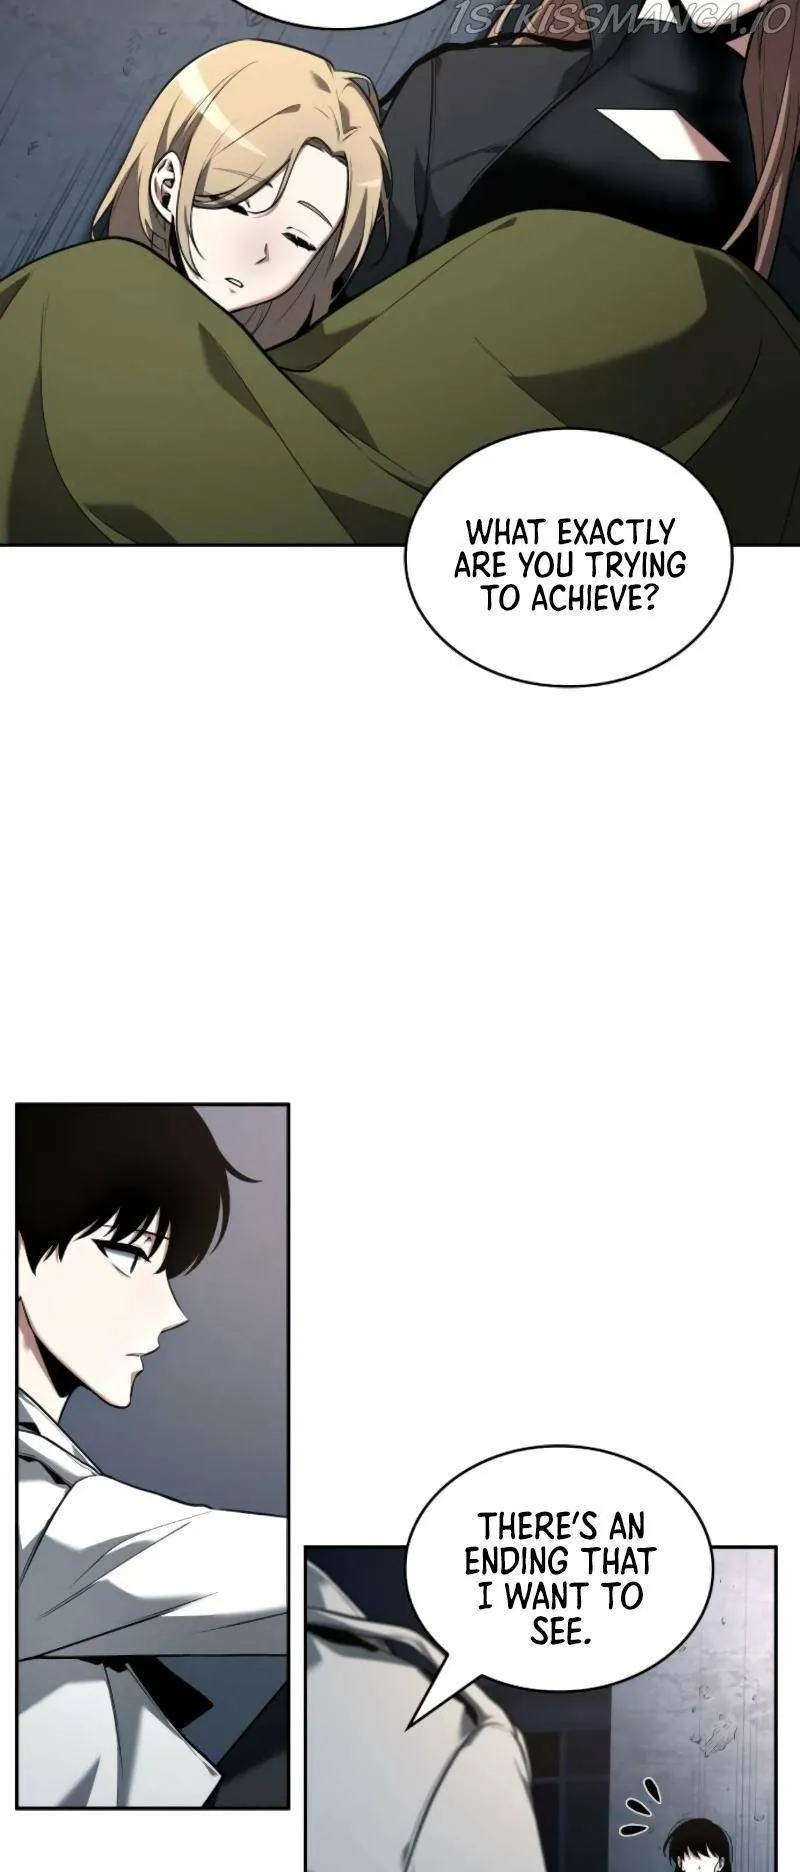 1STKISSMANGA.IO
WHAT EXACTLY
ARE YOU TRYING
TO ACHIEVE?
THERE'S AN
ENDING THAT
I WANT TO
SEE.